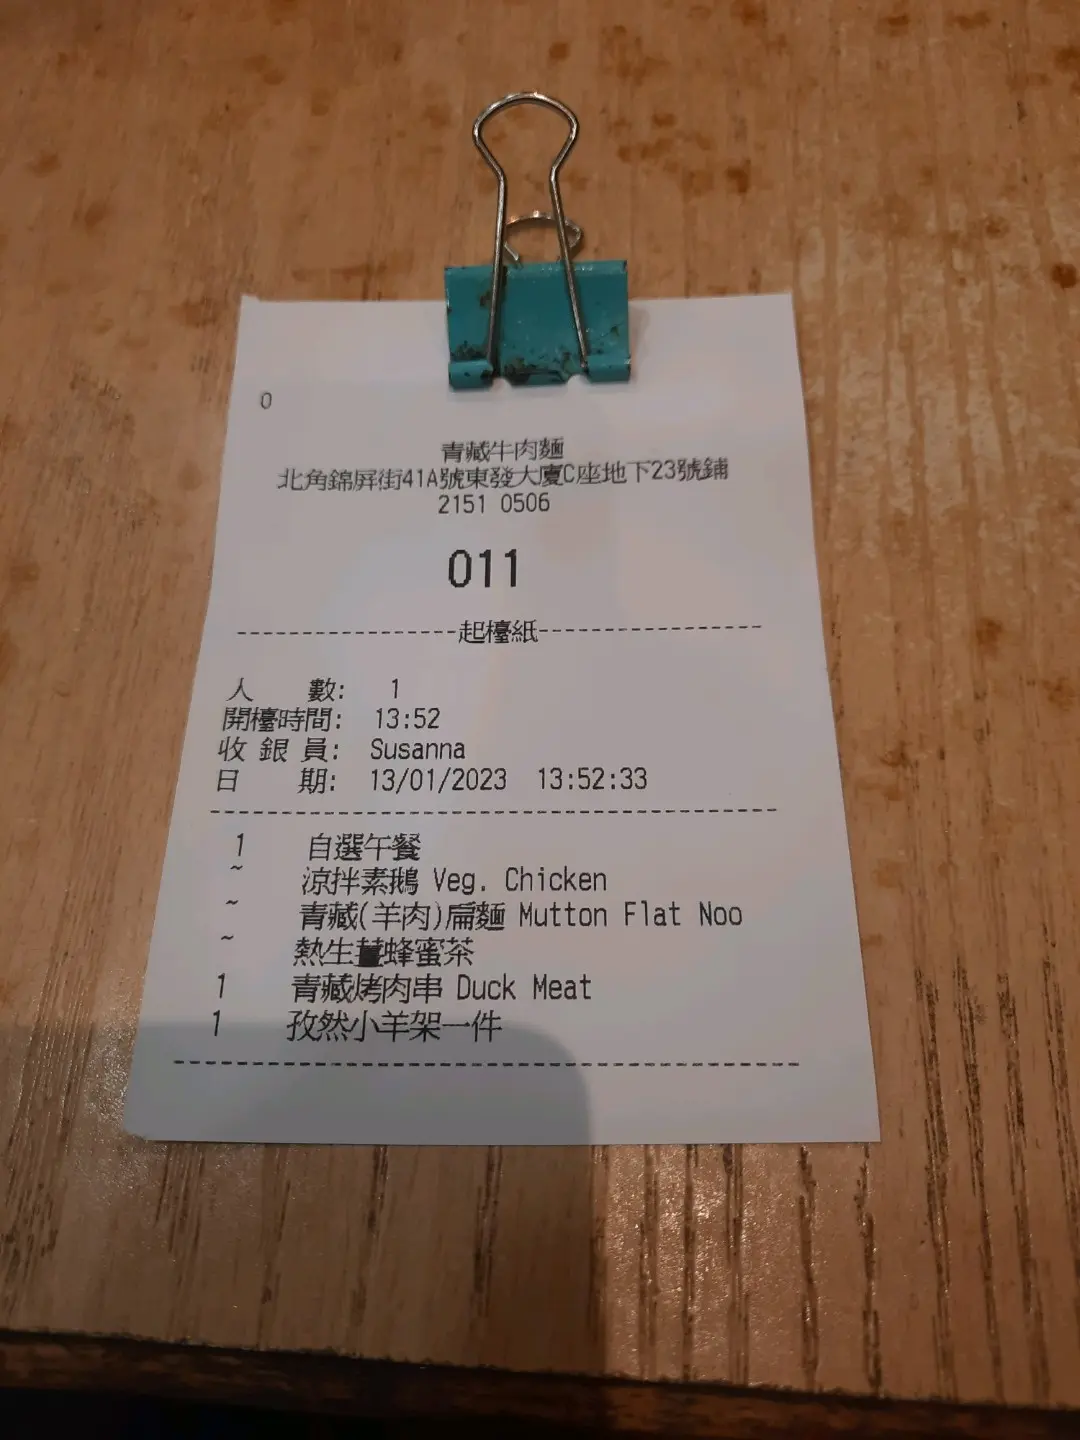 0
青藏牛肉麵
北角錦屏街41A號東發大廈C座地下23號鋪
2151 0506
011
-----------------起檯紙-----------------
人 數: 1
開檯時間: 13:52
收 銀 員: Susanna
日 期: 13/01/2023 13:52:33
1 自選午餐
~ 涼拌素鵝 Veg. Chicken
~ 青藏(羊肉)扁麵 Mutton Flat Noo
~ 熱生薑蜂蜜茶
1 青藏烤肉串 Duck Meat
1 孜然小羊架一件